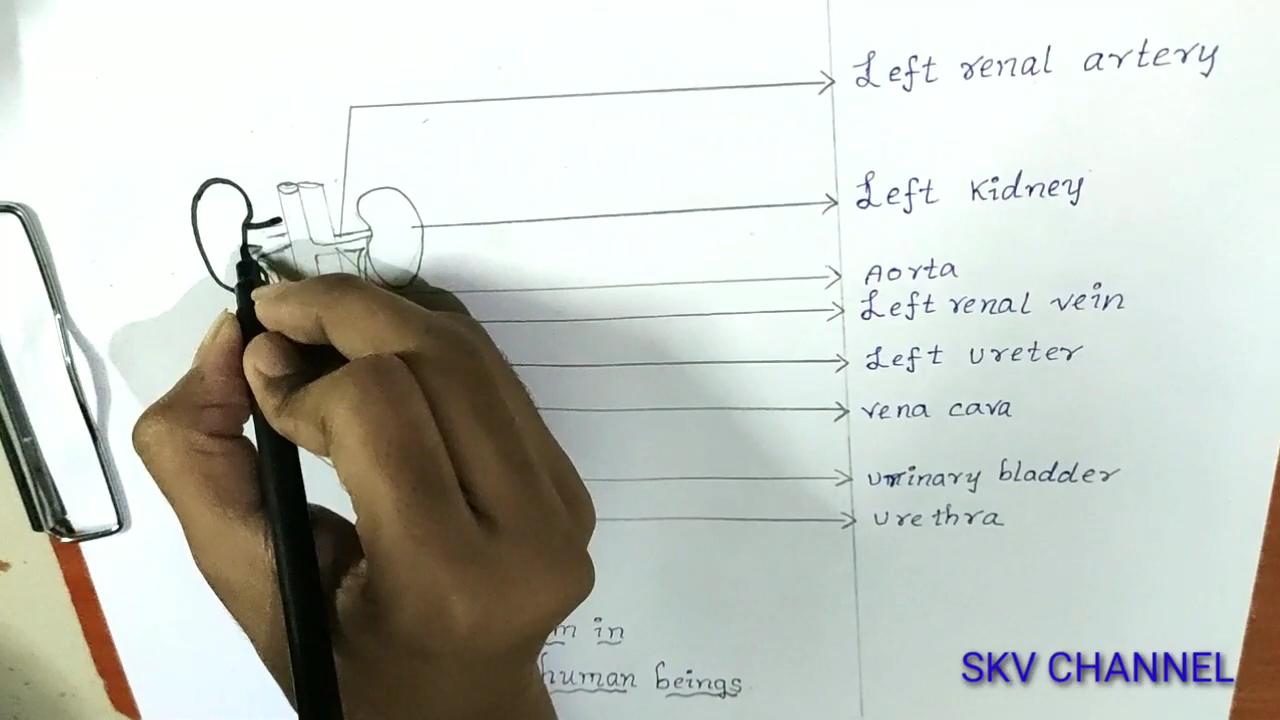 Left renal artery
Left Kidney
Aorta
Left renal vein
Left ureter
vena cava
urinary bladder
urethra
in
human beings
SKV CHANNEL